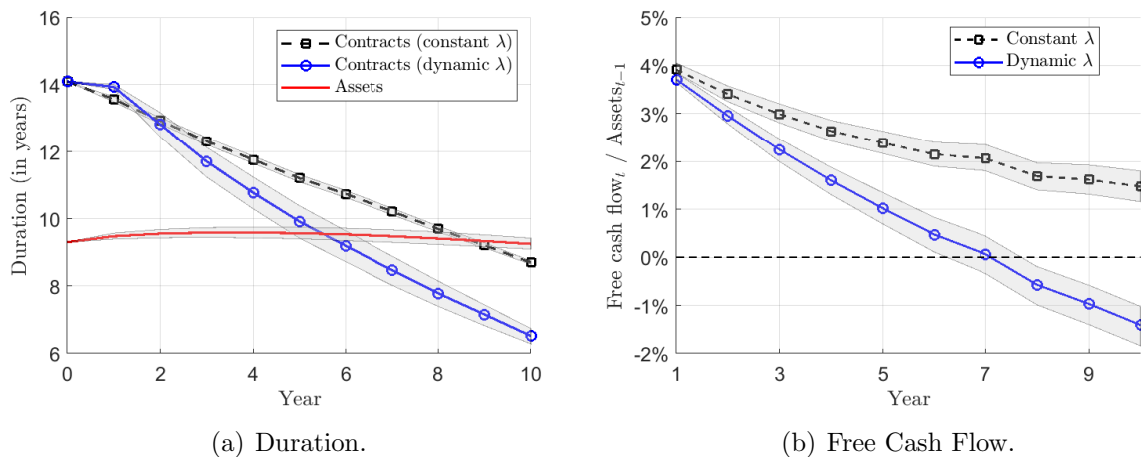 16
14
12
10
8
6
Duration (in years)
Contracts (constant λ)
Contracts (dynamic λ)
Assets
0 2 4 6 8 10
Year
(a) Duration.
5%
4%
3%
2%
1%
0%
-1%
-2%
Free cash flow_t / Assets_{t−1}
Constant λ
Dynamic λ
1 3 5 7 9
Year
(b) Free Cash Flow.